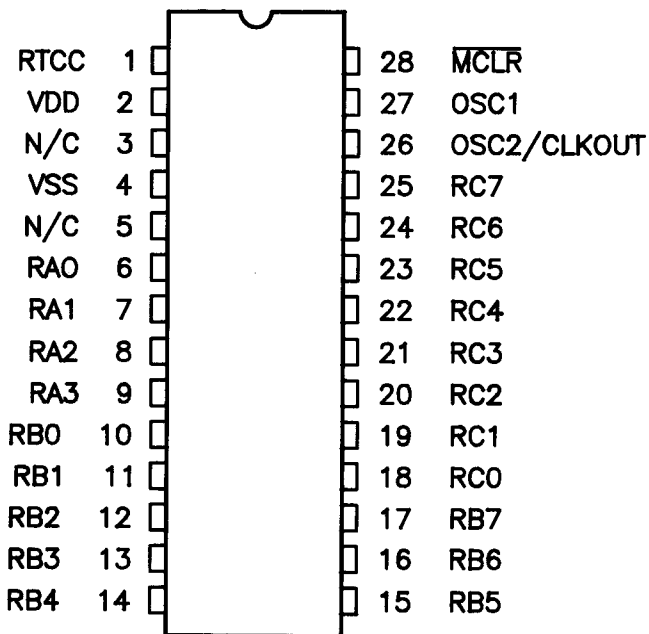 RTCC 1 28 M̅C̅L̅R̅
VDD 2 27 OSC1
N/C 3 26 OSC2/CLKOUT
VSS 4 25 RC7
N/C 5 24 RC6
RA0 6 23 RC5
RA1 7 22 RC4
RA2 8 21 RC3
RA3 9 20 RC2
RB0 10 19 RC1
RB1 11 18 RC0
RB2 12 17 RB7
RB3 13 16 RB6
RB4 14 15 RB5